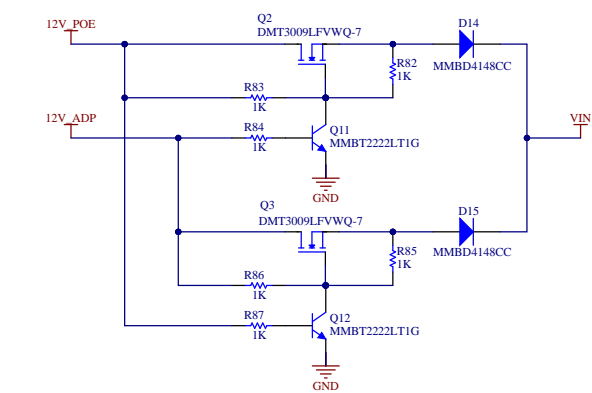 12V_POE
Q2
DMT3009LFVWQ-7
D14
MMBD4148CC
R82
1K
R83
1K
12V_ADP
R84
1K
Q11
MMBT2222LT1G
GND
VIN
Q3
DMT3009LFVWQ-7
D15
MMBD4148CC
R85
1K
R86
1K
R87
1K
Q12
MMBT2222LT1G
GND